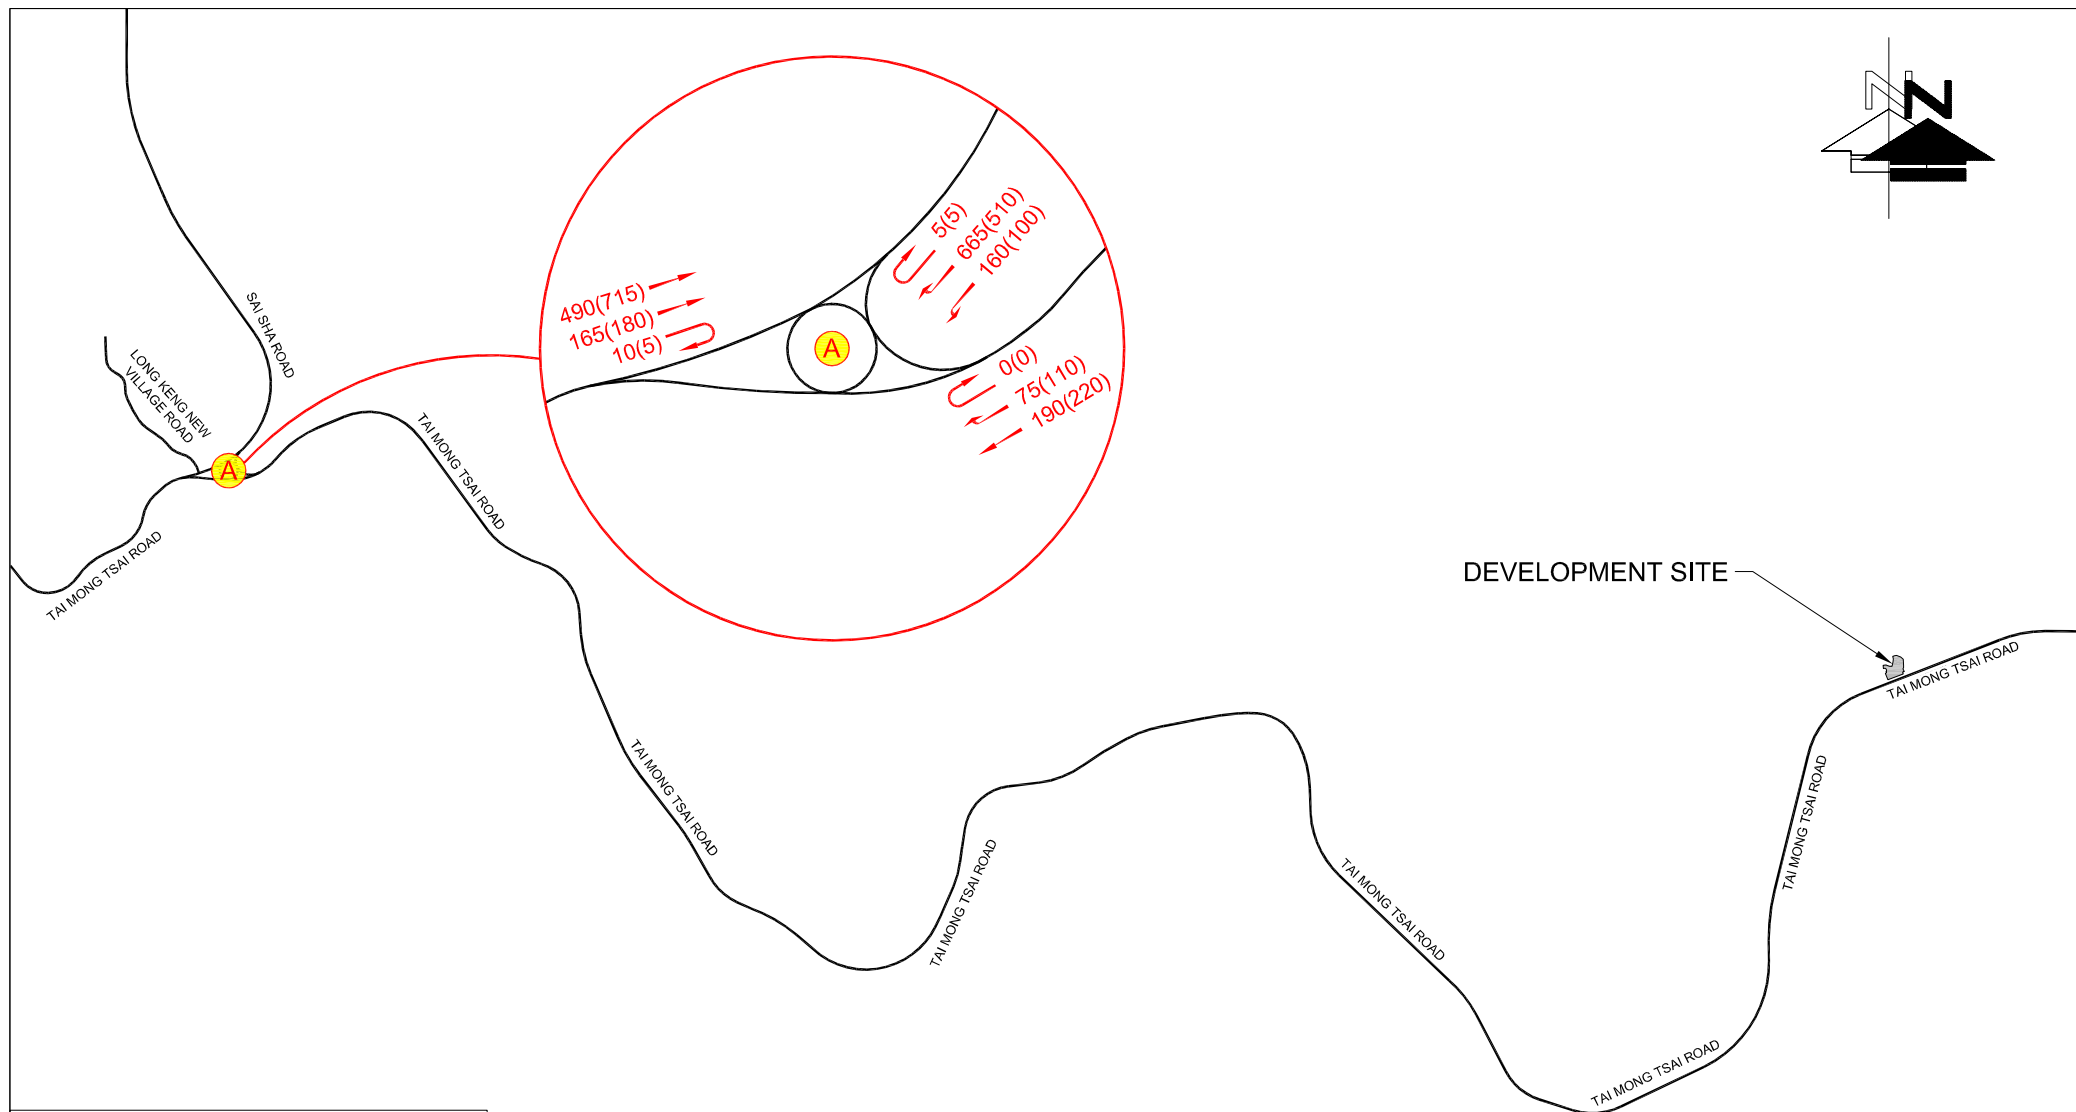 N N
5(5)
665(510)
160(100)
490(715)
165(180)
10(5)
A
0(0)
75(110)
190(220)
SAI SHA ROAD
LONG KENG NEW
VILLAGE ROAD
A
TAI MONG TSAI ROAD
TAI MONG TSAI ROAD
DEVELOPMENT SITE
TAI MONG TSAI ROAD
TAI MONG TSAI ROAD
TAI MONG TSAI ROAD
TAI MONG TSAI ROAD
TAI MONG TSAI ROAD
TAI MONG TSAI ROAD